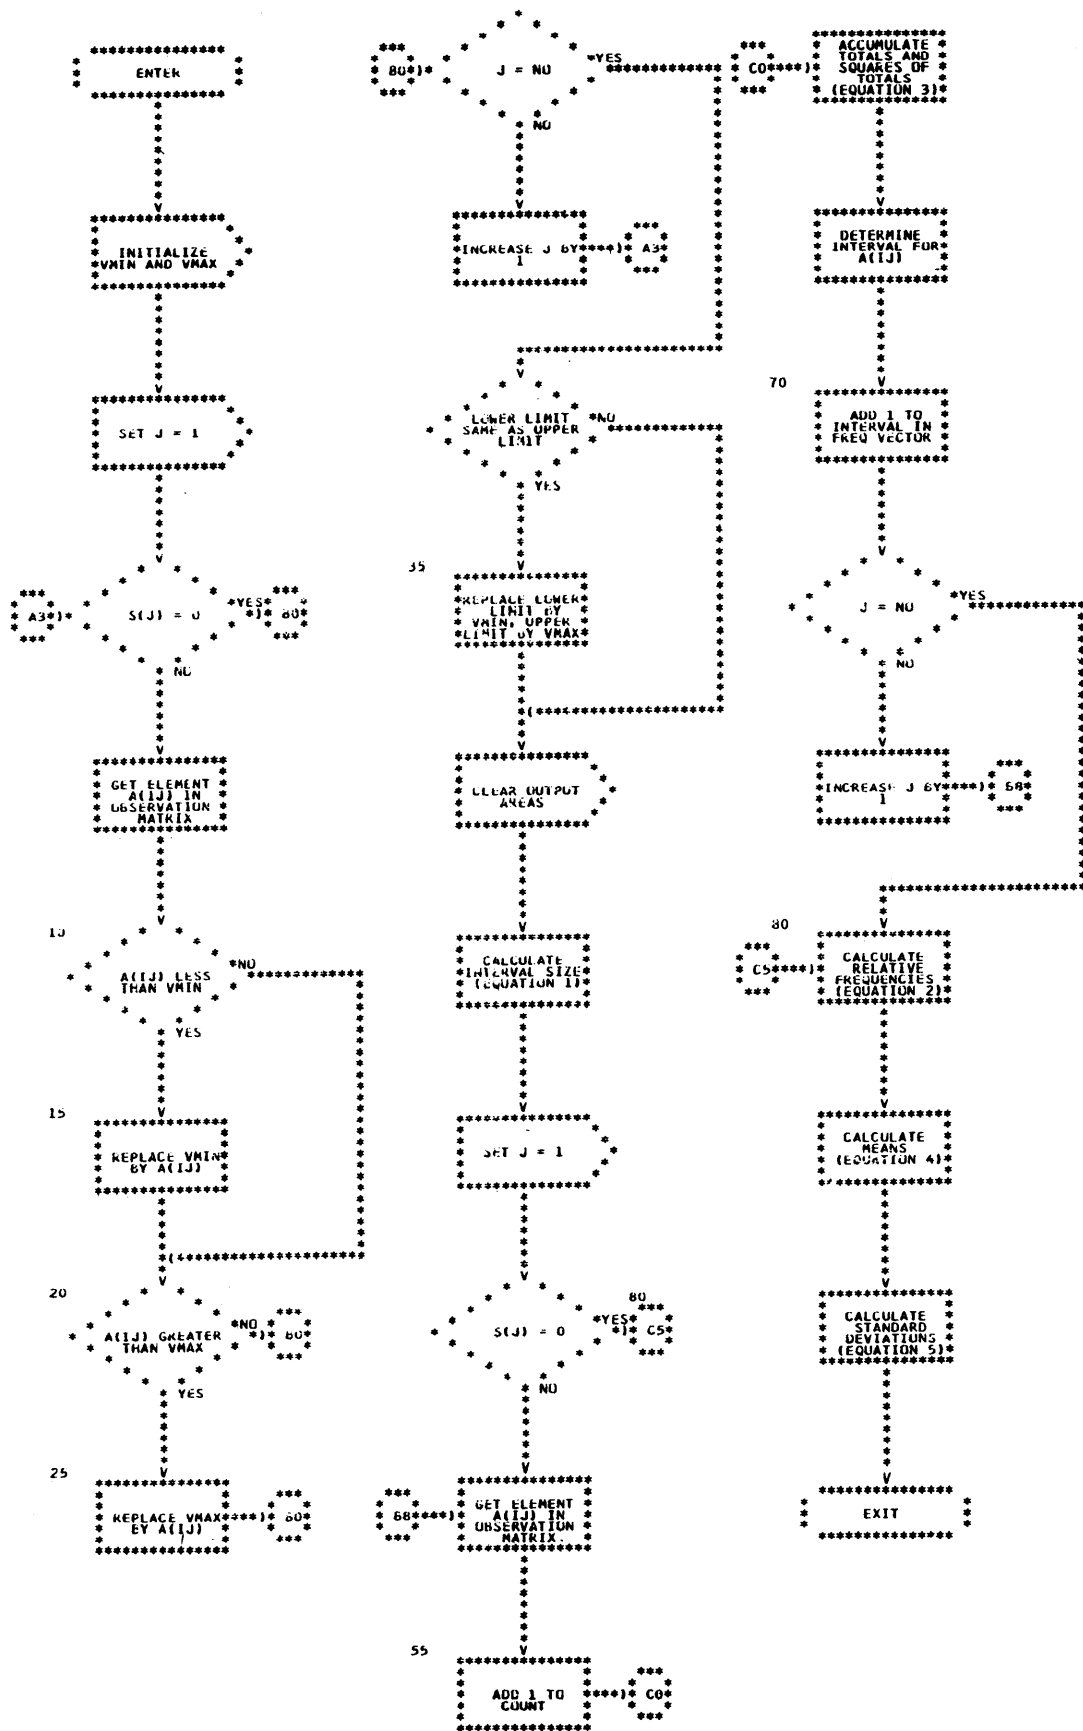 ENTER
INITIALIZE
VMIN AND VMAX
SET J = 1
A3
S(J) = 0
YES
B0
NO
GET ELEMENT
A(IJ) IN
OBSERVATION
MATRIX
10
A(IJ) LESS
THAN VMIN
NO
YES
15
REPLACE VMIN
BY A(IJ)
20
A(IJ) GREATER
THAN VMAX
NO
B0
YES
25
REPLACE VMAX
BY A(IJ)
B0
B0
J = NO
YES
NO
INCREASE J BY
1
A3
LOWER LIMIT
SAME AS UPPER
LIMIT
NO
YES
35
REPLACE LOWER
LIMIT BY
VMIN, UPPER
LIMIT BY VMAX
CLEAR OUTPUT
AREAS
CALCULATE
INTERVAL SIZE
(EQUATION 1)
SET J = 1
S(J) = 0
YES
80
C5
NO
B8
GET ELEMENT
A(IJ) IN
OBSERVATION
MATRIX.
55
ADD 1 TO
COUNT
C0
C0
ACCUMULATE
TOTALS AND
SQUARES OF
TOTALS
(EQUATION 3)
DETERMINE
INTERVAL FOR
A(IJ)
70
ADD 1 TO
INTERVAL IN
FREQ VECTOR
J = NO
YES
NO
INCREASE J BY
1
B8
80
C5
CALCULATE
RELATIVE
FREQUENCIES
(EQUATION 2)
CALCULATE
MEANS
(EQUATION 4)
CALCULATE
STANDARD
DEVIATIONS
(EQUATION 5)
EXIT